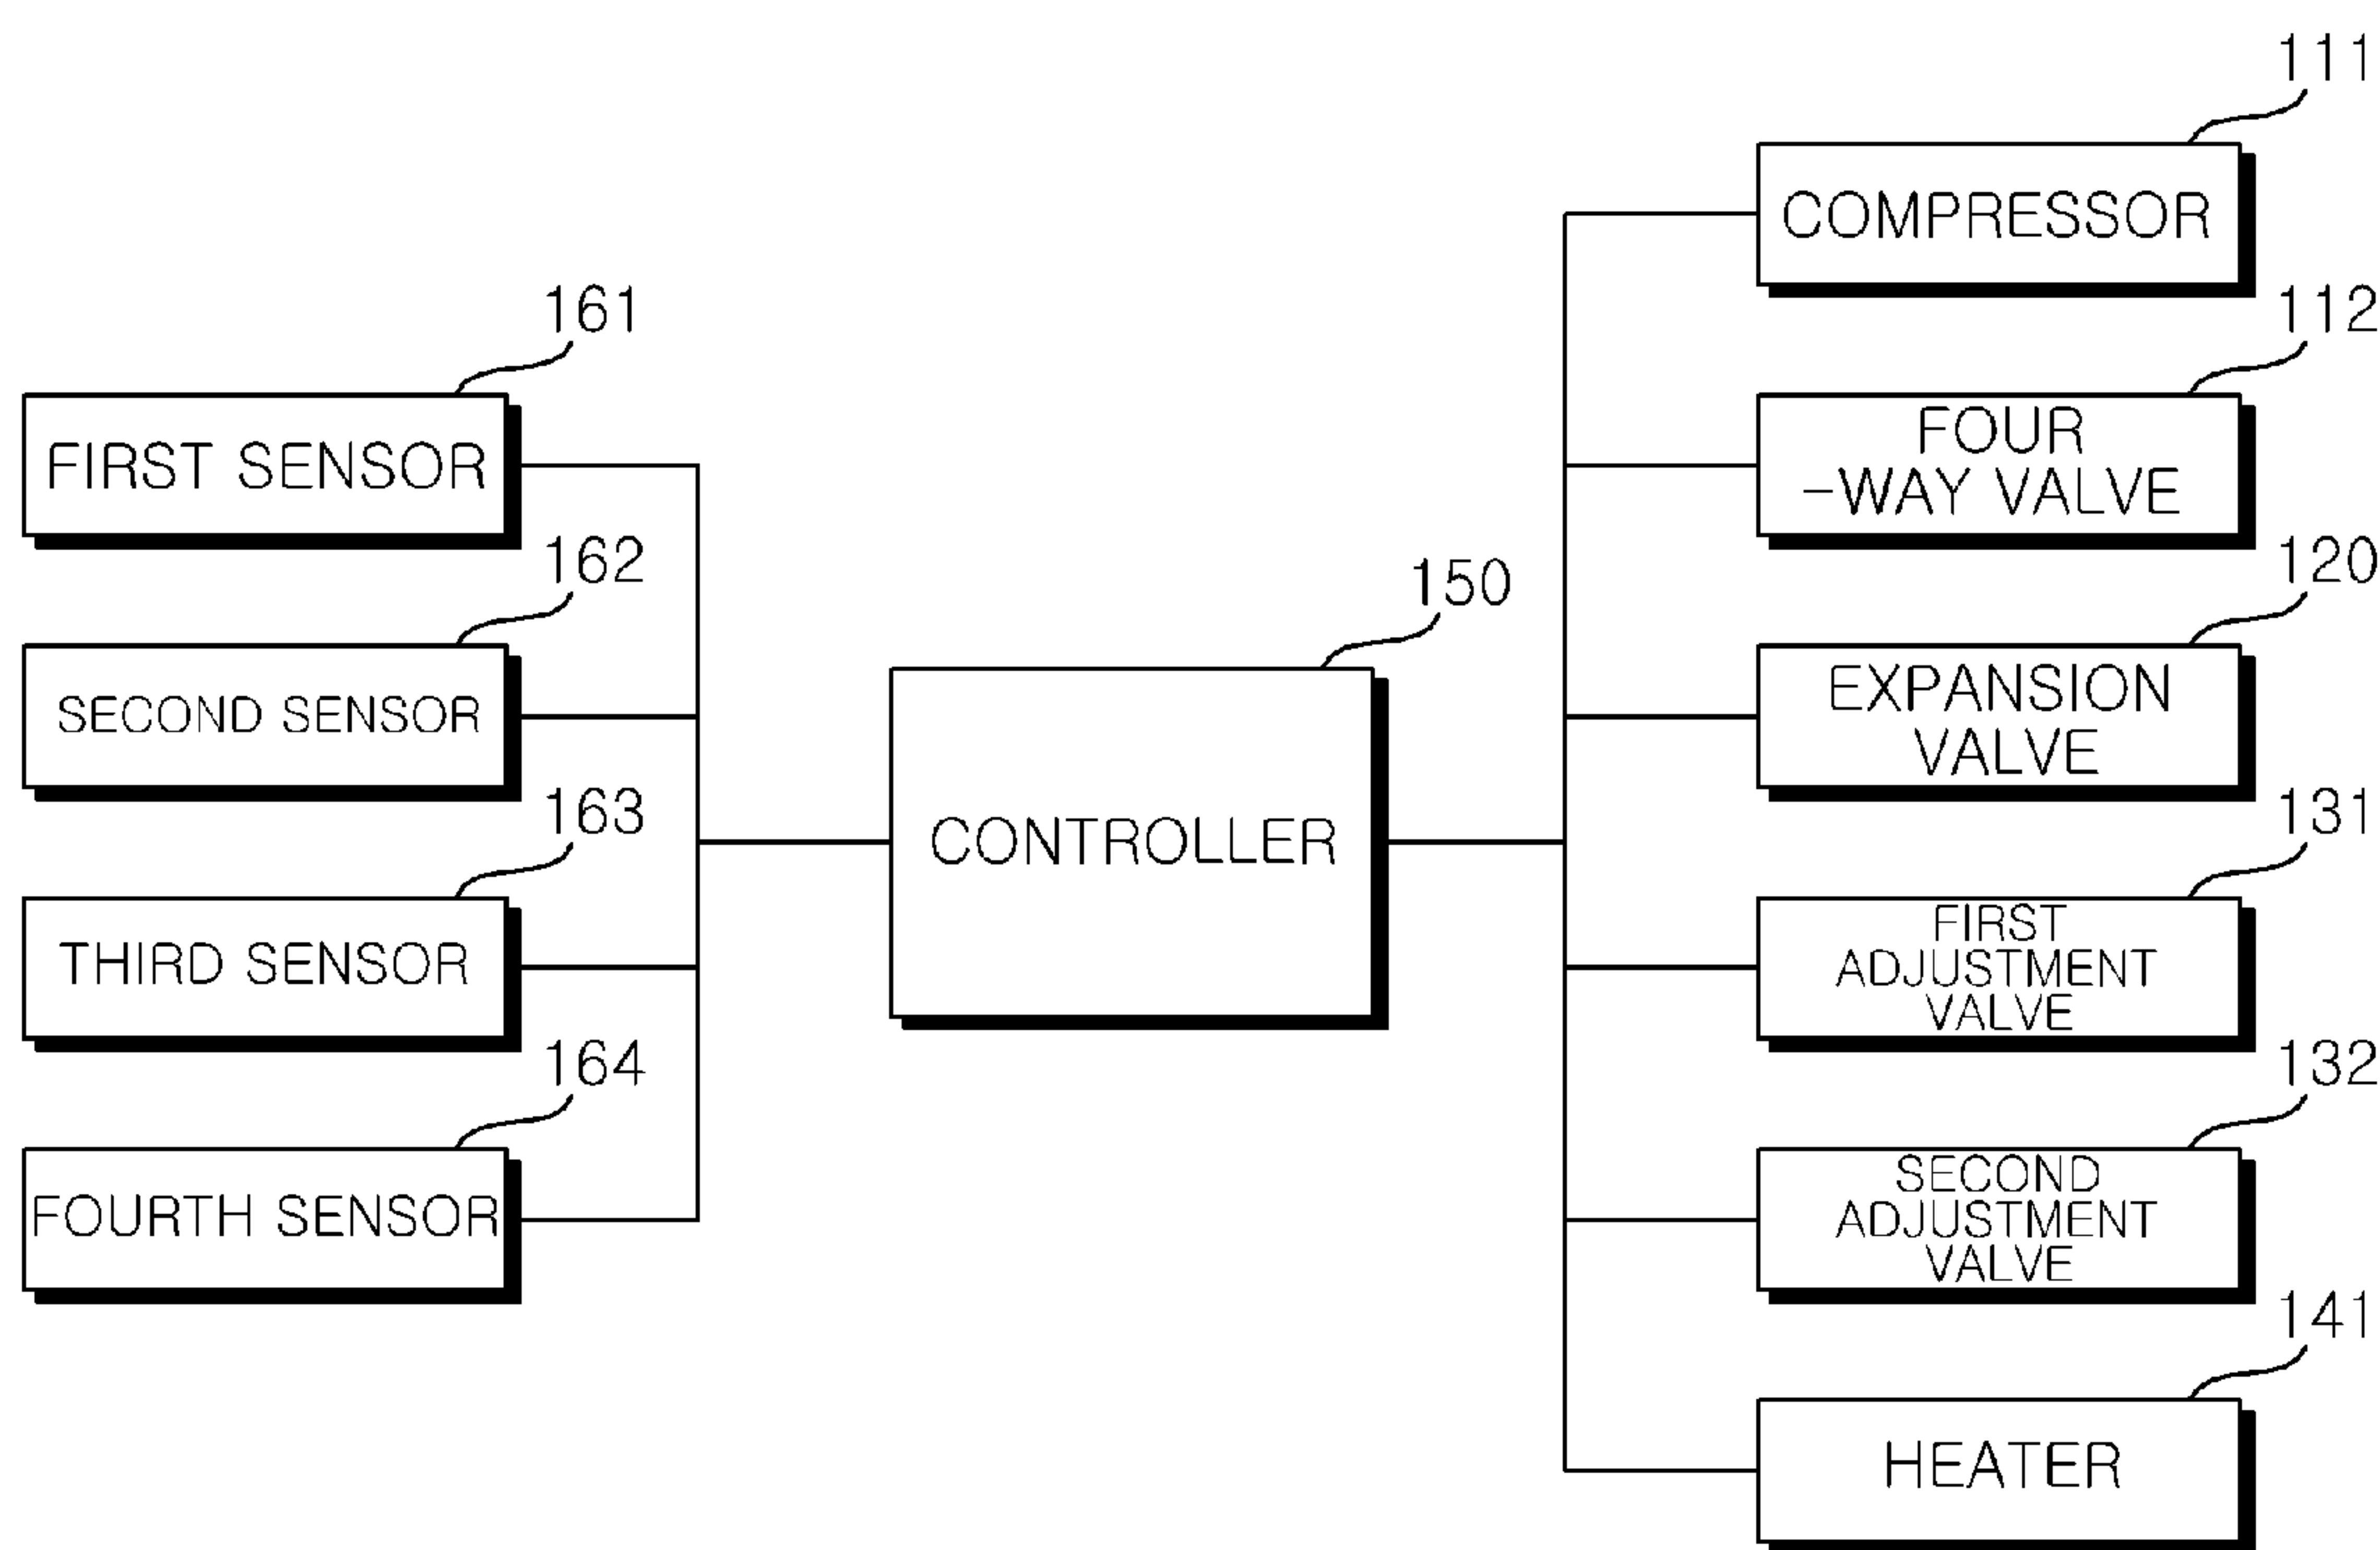 161
FIRST SENSOR
162
SECOND SENSOR
163
THIRD SENSOR
164
FOURTH SENSOR
150
CONTROLLER
111
COMPRESSOR
112
FOUR
-WAY VALVE
120
EXPANSION
VALVE
131
FIRST
ADJUSTMENT
VALVE
132
SECOND
ADJUSTMENT
VALVE
141
HEATER